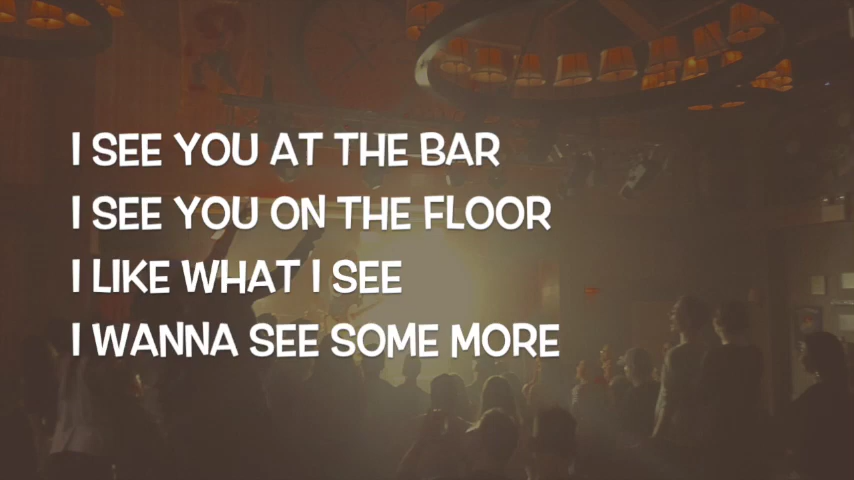 I SEE YOU AT THE BAR
I SEE YOU ON THE FLOOR
I LIKE WHAT I SEE
I WANNA SEE SOME MORE